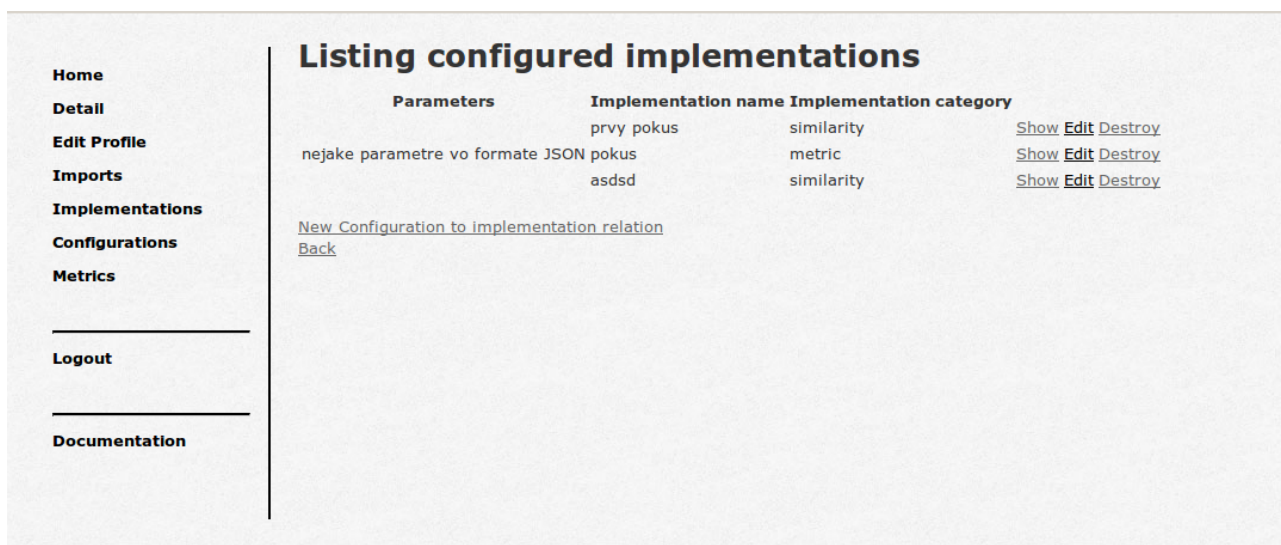 Home
Detail
Edit Profile
Imports
Implementations
Configurations
Metrics
Logout
Documentation
Listing configured implementations
Parameters Implementation name Implementation category
prvy pokus similarity Show Edit Destroy
nejake parametre vo formate JSON pokus metric Show Edit Destroy
asdsd similarity Show Edit Destroy
New Configuration to implementation relation
Back